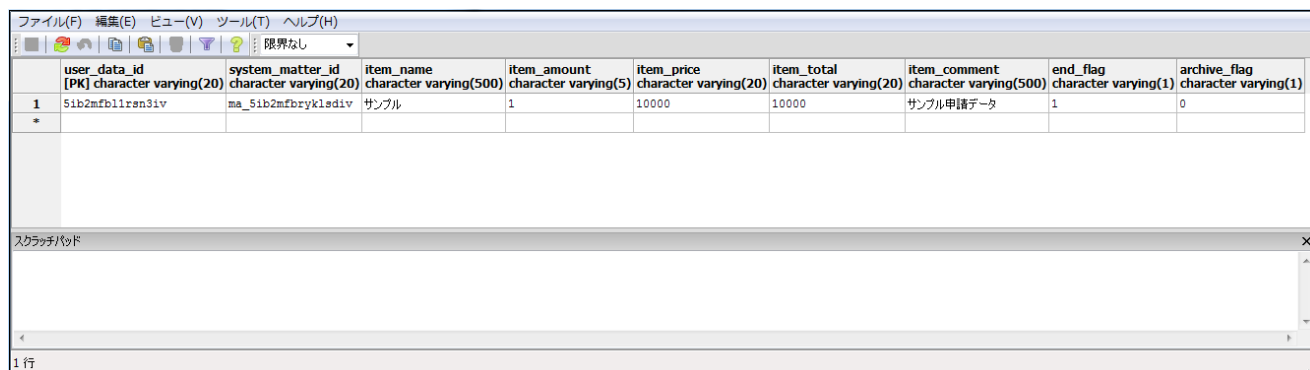 ファイル(F) 編集(E) ビュー(V) ツール(T) ヘルプ(H)
限界なし
user_data_id system_matter_id item_name item_amount item_price item_total item_comment end_flag archive_flag
[PK] character varying(20) character varying(20) character varying(500) character varying(5) character varying(20) character varying(20) character varying(500) character varying(1) character varying(1)
1 5ib2mfbl1rsn3iv ma_5ib2mfbryklsdiv サンプル 1 10000 10000 サンプル申請データ 1 0
*
スクラッチパッド
1 行